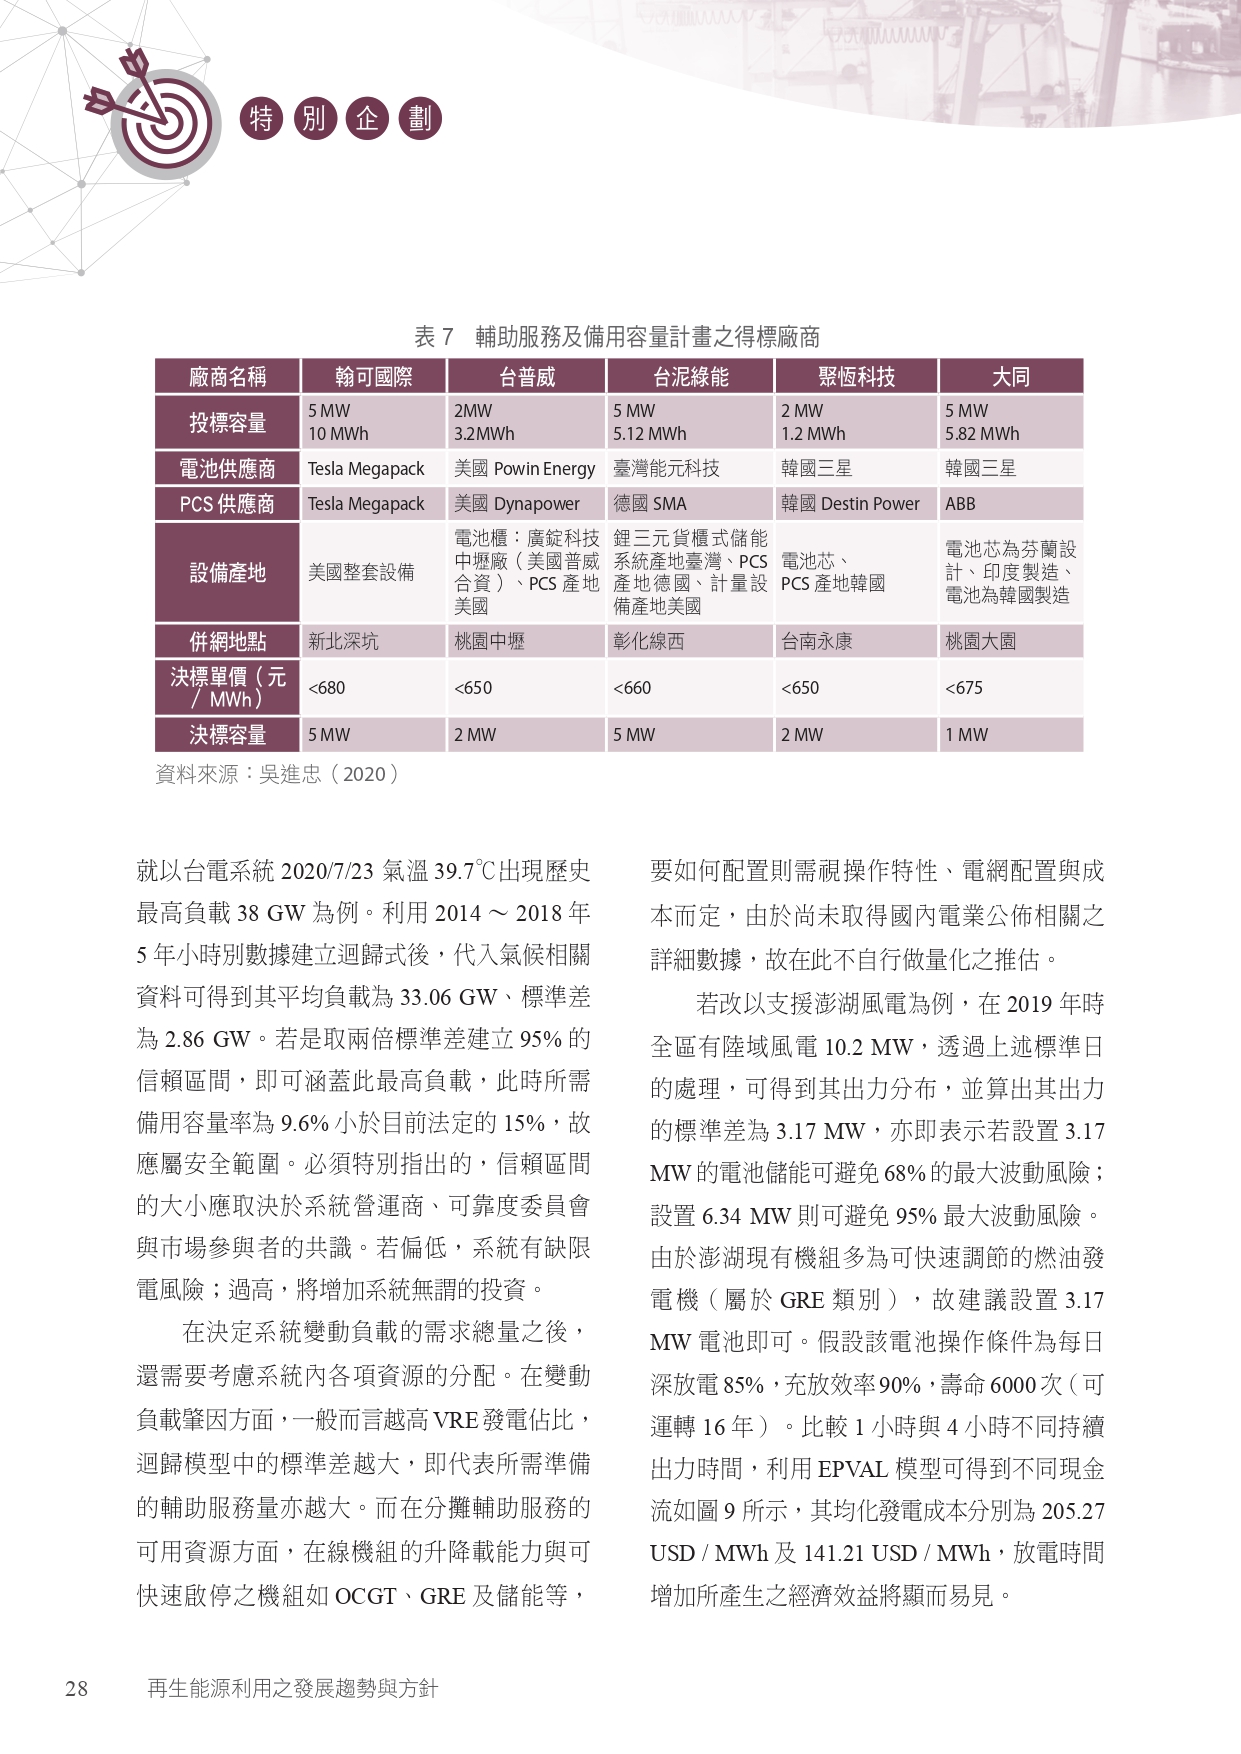 特別企劃
表 7　輔助服務及備用容量計畫之得標廠商
廠商名稱 翰可國際 台普威 台泥綠能 聚恆科技 大同
投標容量 5 MW 10 MWh 2MW 3.2MWh 5 MW 5.12 MWh 2 MW 1.2 MWh 5 MW 5.82 MWh
電池供應商 Tesla Megapack 美國 Powin Energy 臺灣能元科技 韓國三星 韓國三星
PCS 供應商 Tesla Megapack 美國 Dynapower 德國 SMA 韓國 Destin Power ABB
設備產地 美國整套設備 電池櫃：廣錠科技中壢廠（美國普威合資）、PCS 產地美國 鋰三元貨櫃式儲能系統產地臺灣、PCS 產地德國、計量設備產地美國 電池芯、PCS 產地韓國 電池芯為芬蘭設計、印度製造、電池為韓國製造
併網地點 新北深坑 桃園中壢 彰化線西 台南永康 桃園大園
決標單價（元 / MWh） <680 <650 <660 <650 <675
決標容量 5 MW 2 MW 5 MW 2 MW 1 MW
資料來源：吳進忠（2020）
就以台電系統 2020/7/23 氣溫 39.7℃出現歷史
最高負載 38 GW 為例。利用 2014 ～ 2018 年
5 年小時別數據建立迴歸式後，代入氣候相關
資料可得到其平均負載為 33.06 GW、標準差
為 2.86 GW。若是取兩倍標準差建立 95% 的
信賴區間，即可涵蓋此最高負載，此時所需
備用容量率為 9.6% 小於目前法定的 15%，故
應屬安全範圍。必須特別指出的，信賴區間
的大小應取決於系統營運商、可靠度委員會
與市場參與者的共識。若偏低，系統有缺限
電風險；過高，將增加系統無謂的投資。
在決定系統變動負載的需求總量之後，
還需要考慮系統內各項資源的分配。在變動
負載肇因方面，一般而言越高 VRE 發電佔比，
迴歸模型中的標準差越大，即代表所需準備
的輔助服務量亦越大。而在分攤輔助服務的
可用資源方面，在線機組的升降載能力與可
快速啟停之機組如 OCGT、GRE 及儲能等，
要如何配置則需視操作特性、電網配置與成
本而定，由於尚未取得國內電業公佈相關之
詳細數據，故在此不自行做量化之推估。
若改以支援澎湖風電為例，在 2019 年時
全區有陸域風電 10.2 MW，透過上述標準日
的處理，可得到其出力分布，並算出其出力
的標準差為 3.17 MW，亦即表示若設置 3.17
MW 的電池儲能可避免 68% 的最大波動風險；
設置 6.34 MW 則可避免 95% 最大波動風險。
由於澎湖現有機組多為可快速調節的燃油發
電機（屬於 GRE 類別），故建議設置 3.17
MW 電池即可。假設該電池操作條件為每日
深放電 85%，充放效率 90%，壽命 6000 次（可
運轉 16 年）。比較 1 小時與 4 小時不同持續
出力時間，利用 EPVAL 模型可得到不同現金
流如圖 9 所示，其均化發電成本分別為 205.27
USD / MWh 及 141.21 USD / MWh，放電時間
增加所產生之經濟效益將顯而易見。
28 再生能源利用之發展趨勢與方針